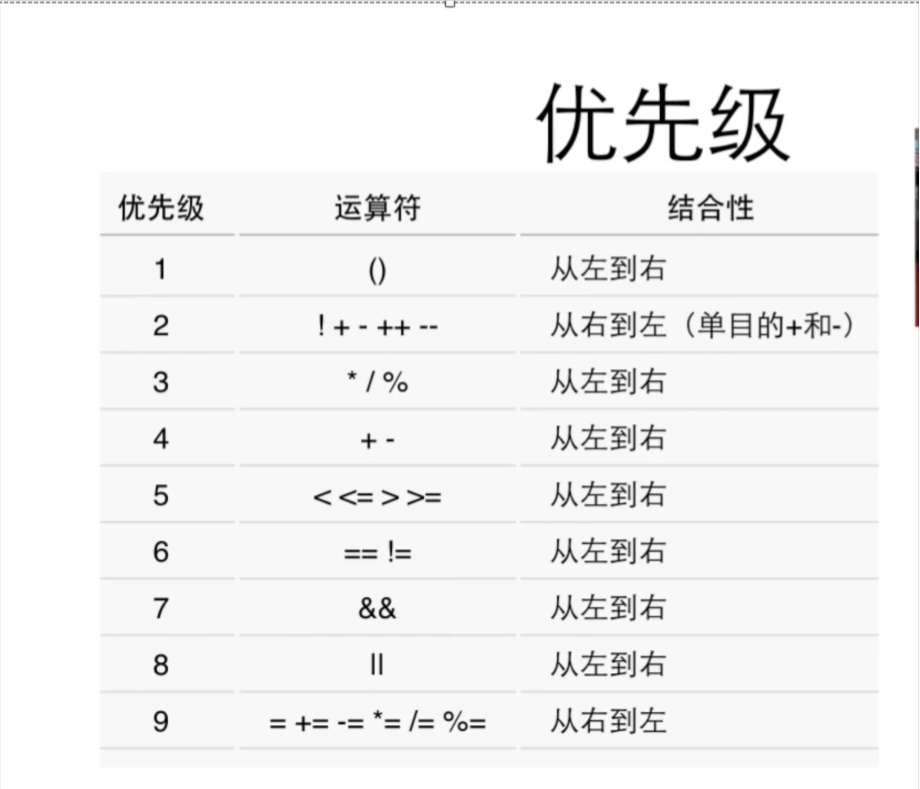 优先级
优先级 运算符 结合性
1 () 从左到右
2 ! + - ++ -- 从右到左（单目的+和-）
3 * / % 从左到右
4 + - 从左到右
5 < <= > >= 从左到右
6 == != 从左到右
7 && 从左到右
8 || 从左到右
9 = += -= *= /= %= 从右到左